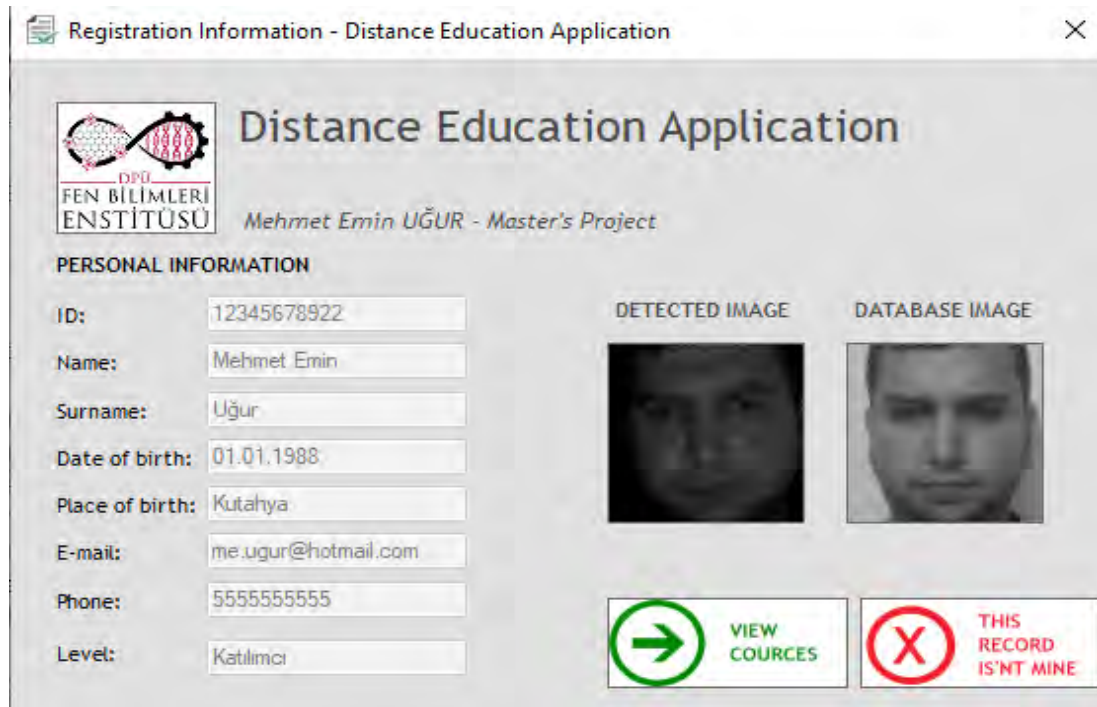 Registration Information - Distance Education Application
Distance Education Application
DPÜ
FEN BİLİMLERİ
ENSTİTÜSÜ
Mehmet Emin UĞUR - Master's Project
PERSONAL INFORMATION
ID: 12345678922
Name: Mehmet Emin
Surname: Uğur
Date of birth: 01.01.1988
Place of birth: Kutahya
E-mail: me.ugur@hotmail.com
Phone: 5555555555
Level: Katılımcı
DETECTED IMAGE
DATABASE IMAGE
VIEW
COURCES
X
THIS
RECORD
IS'NT MINE